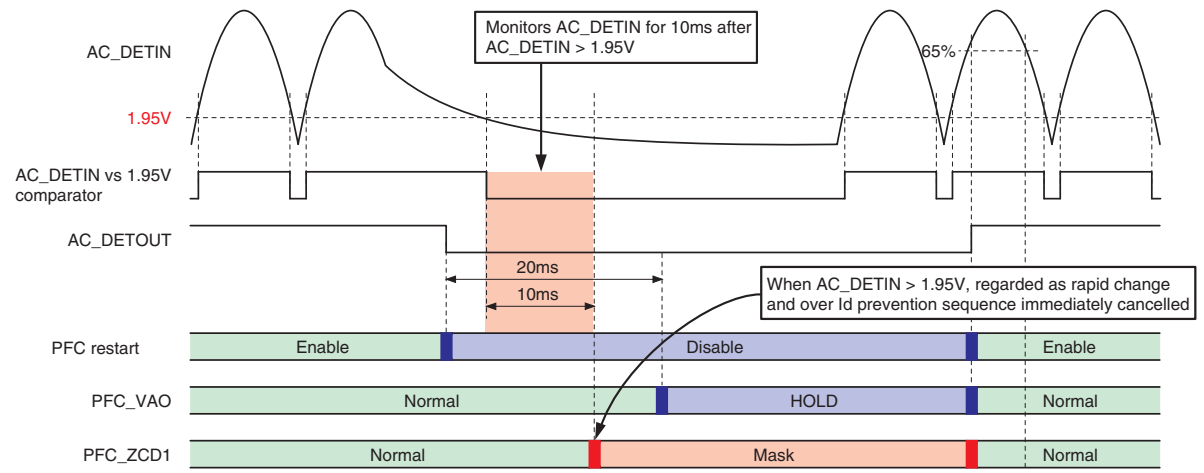 Monitors AC_DETIN for 10ms after
AC_DETIN > 1.95V
AC_DETIN
65%
1.95V
AC_DETIN vs 1.95V
comparator
AC_DETOUT
20ms
10ms
When AC_DETIN > 1.95V, regarded as rapid change
and over Id prevention sequence immediately cancelled
PFC restart
Enable
Disable
Enable
PFC_VAO
Normal
HOLD
Normal
PFC_ZCD1
Normal
Mask
Normal